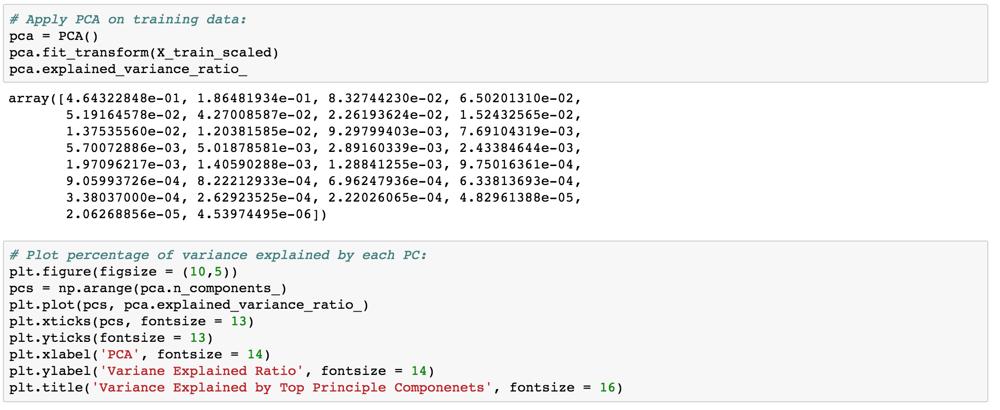 # Apply PCA on training data:
pca = PCA()
pca.fit_transform(X_train_scaled)
pca.explained_variance_ratio_
array([4.64322848e-01, 1.86481934e-01, 8.32744230e-02, 6.50201310e-02,
5.19164578e-02, 4.27008587e-02, 2.26193624e-02, 1.52432565e-02,
1.37535560e-02, 1.20381585e-02, 9.29799403e-03, 7.69104319e-03,
5.70072886e-03, 5.01878581e-03, 2.89160339e-03, 2.43384644e-03,
1.97096217e-03, 1.40590288e-03, 1.28841255e-03, 9.75016361e-04,
9.05993726e-04, 8.22212933e-04, 6.96247936e-04, 6.33813693e-04,
3.38037000e-04, 2.62923525e-04, 2.22026065e-04, 4.82961388e-05,
2.06268856e-05, 4.53974495e-06])
# Plot percentage of variance explained by each PC:
plt.figure(figsize = (10,5))
pcs = np.arange(pca.n_components_)
plt.plot(pcs, pca.explained_variance_ratio_)
plt.xticks(pcs, fontsize = 13)
plt.yticks(fontsize = 13)
plt.xlabel('PCA', fontsize = 14)
plt.ylabel('Variane Explained Ratio', fontsize = 14)
plt.title('Variance Explained by Top Principle Componenets', fontsize = 16)